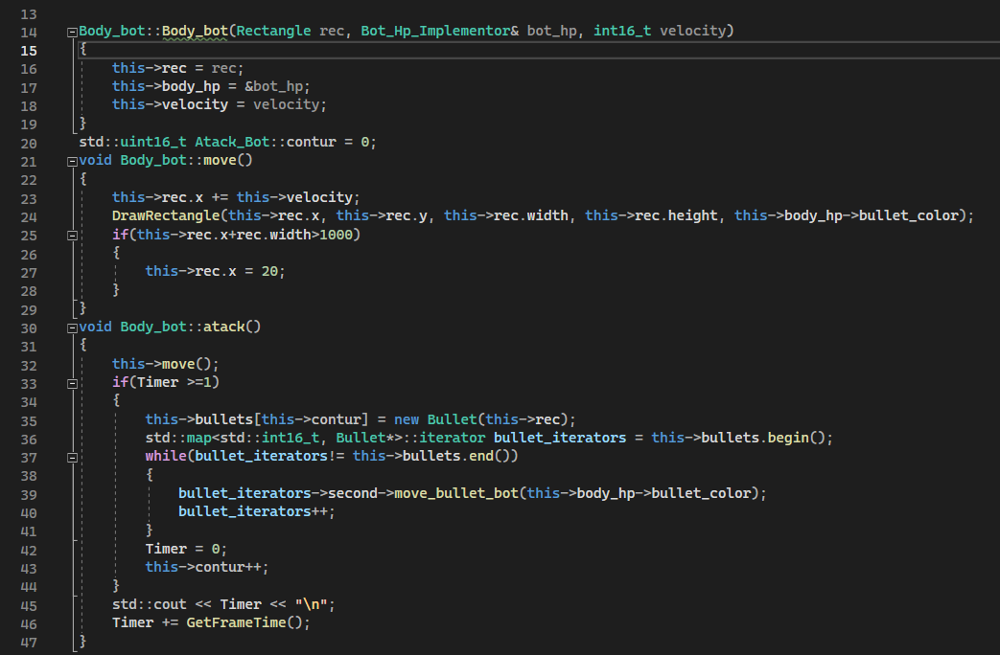 13
14 Body_bot::Body_bot(Rectangle rec, Bot_Hp_Implementor& bot_hp, int16_t velocity)
15 {
16     this->rec = rec;
17     this->body_hp = &bot_hp;
18     this->velocity = velocity;
19 }
20 std::uint16_t Atack_Bot::contur = 0;
21 void Body_bot::move()
22 {
23     this->rec.x += this->velocity;
24     DrawRectangle(this->rec.x, this->rec.y, this->rec.width, this->rec.height, this->body_hp->bullet_color);
25     if(this->rec.x+rec.width>1000)
26     {
27         this->rec.x = 20;
28     }
29 }
30 void Body_bot::atack()
31 {
32     this->move();
33     if(Timer >=1)
34     {
35         this->bullets[this->contur] = new Bullet(this->rec);
36         std::map<std::int16_t, Bullet*>::iterator bullet_iterators = this->bullets.begin();
37         while(bullet_iterators!= this->bullets.end())
38         {
39             bullet_iterators->second->move_bullet_bot(this->body_hp->bullet_color);
40             bullet_iterators++;
41         }
42         Timer = 0;
43         this->contur++;
44     }
45     std::cout << Timer << "\n";
46     Timer += GetFrameTime();
47 }